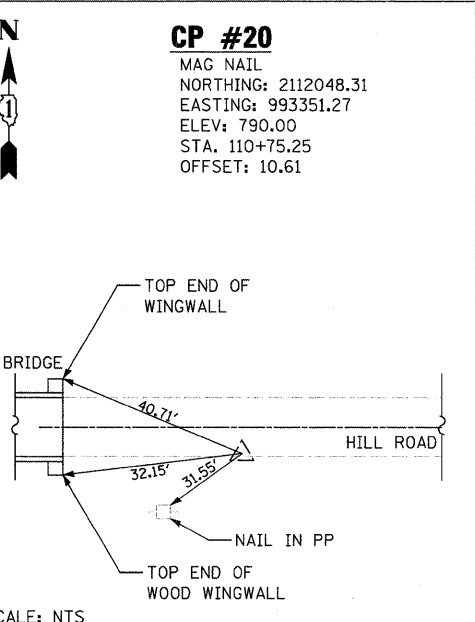 N
1
CP #20
MAG NAIL
NORTHING: 2112048.31
EASTING: 993351.27
ELEV: 790.00
STA. 110+75.25
OFFSET: 10.61
TOP END OF
WINGWALL
BRIDGE
40.71'
HILL ROAD
32.15'
31.55'
NAIL IN PP
TOP END OF
WOOD WINGWALL
CALE: NTS